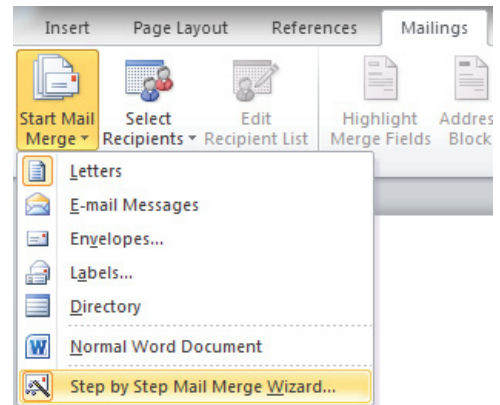 Insert Page Layout References Mailings
Start Mail Select Edit Highlight Addres
Merge Recipients Recipient List Merge Fields Block
Letters
E-mail Messages
Envelopes...
Labels...
Directory
Normal Word Document
Step by Step Mail Merge Wizard...